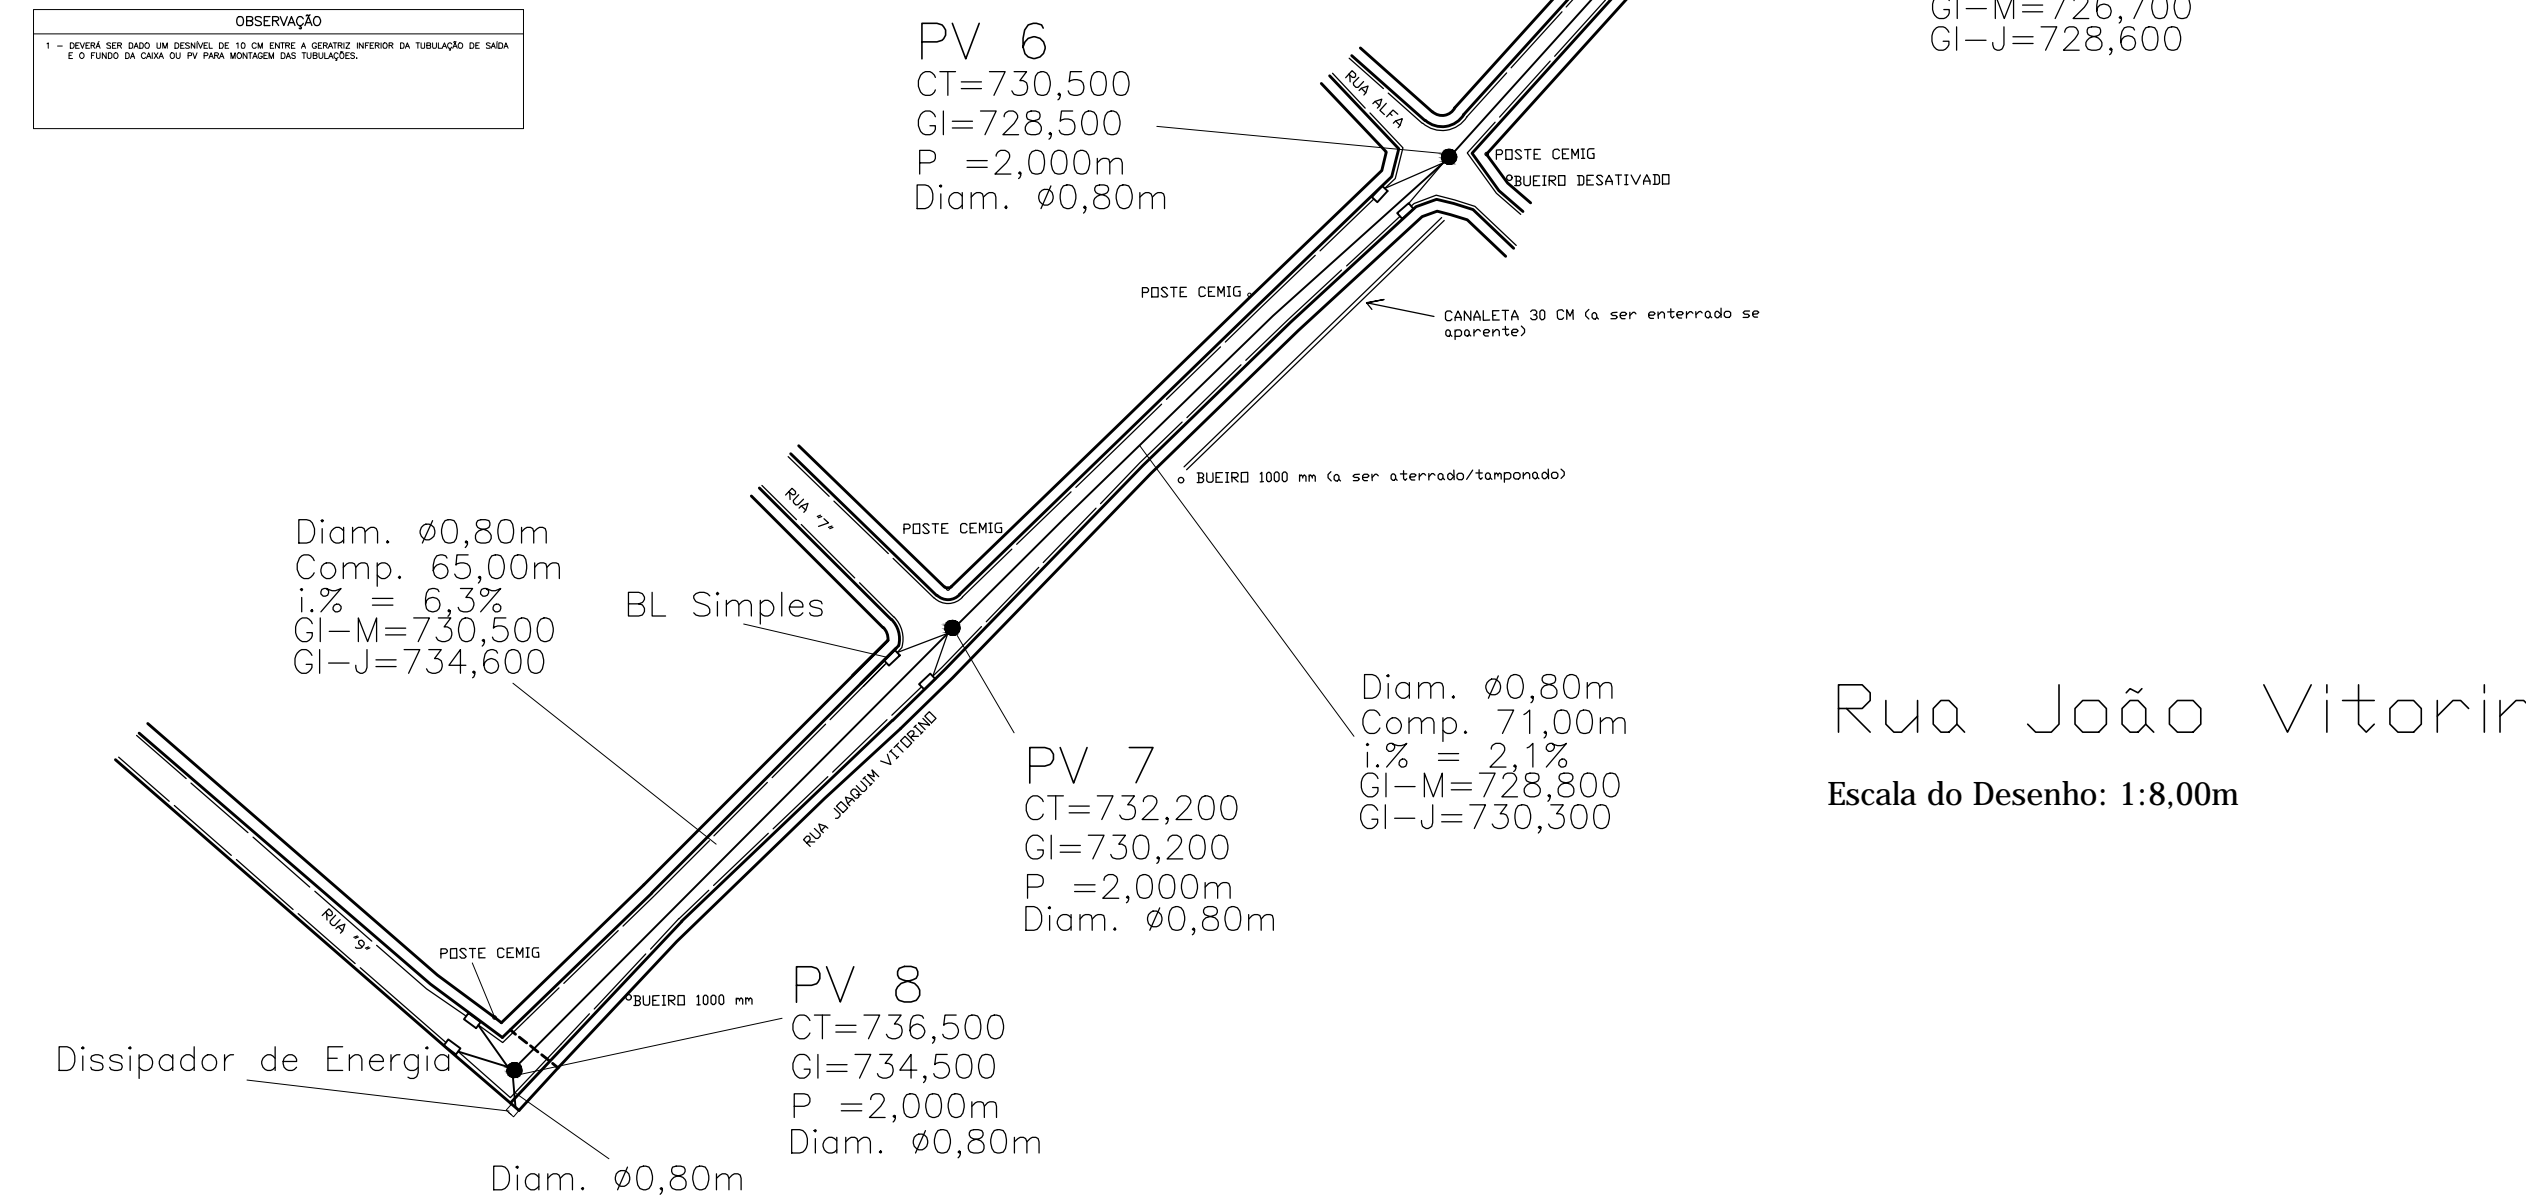 OBSERVAÇÃO
1 – DEVERÁ SER DADO UM DESNÍVEL DE 10 CM ENTRE A GERATRIZ INFERIOR DA TUBULAÇÃO DE SAÍDA
E O FUNDO DA CAIXA OU PV PARA MONTAGEM DAS TUBULAÇÕES.
PV 6
CT=730,500
GI=728,500
P =2,000m
Diam. ø0,80m
GI-M=726,700
GI-J=728,600
RUA ALFA
POSTE CEMIG
BUEIRO DESATIVADO
POSTE CEMIG
CANALETA 30 CM (a ser enterrado se
aparente)
BUEIRO 1000 mm (a ser aterrado/tamponado)
RUA "7"
POSTE CEMIG
Diam. ø0,80m
Comp. 65,00m
i.% = 6,3%
GI-M=730,500
GI-J=734,600
BL Simples
RUA JOAQUIM VITORINO
PV 7
CT=732,200
GI=730,200
P =2,000m
Diam. ø0,80m
Diam. ø0,80m
Comp. 71,00m
i.% = 2,1%
GI-M=728,800
GI-J=730,300
Rua João Vitorin
Escala do Desenho: 1:8,00m
RUA "9"
POSTE CEMIG
BUEIRO 1000 mm
PV 8
CT=736,500
GI=734,500
P =2,000m
Diam. ø0,80m
Dissipador de Energia
Diam. ø0,80m